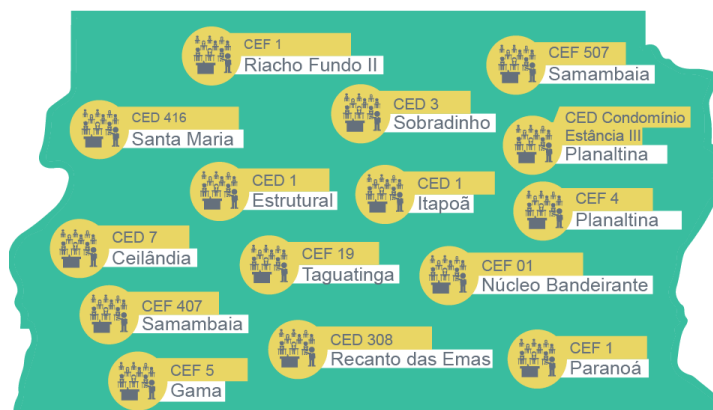 CEF 1
Riacho Fundo II
CEF 507
Samambaia
CED 416
Santa Maria
CED 3
Sobradinho
CED Condomínio
Estância III
Planaltina
CED 1
Estrutural
CED 1
Itapoã
CEF 4
Planaltina
CED 7
Ceilândia
CEF 19
Taguatinga
CEF 01
Núcleo Bandeirante
CEF 407
Samambaia
CED 308
Recanto das Emas
CEF 1
Paranoá
CEF 5
Gama